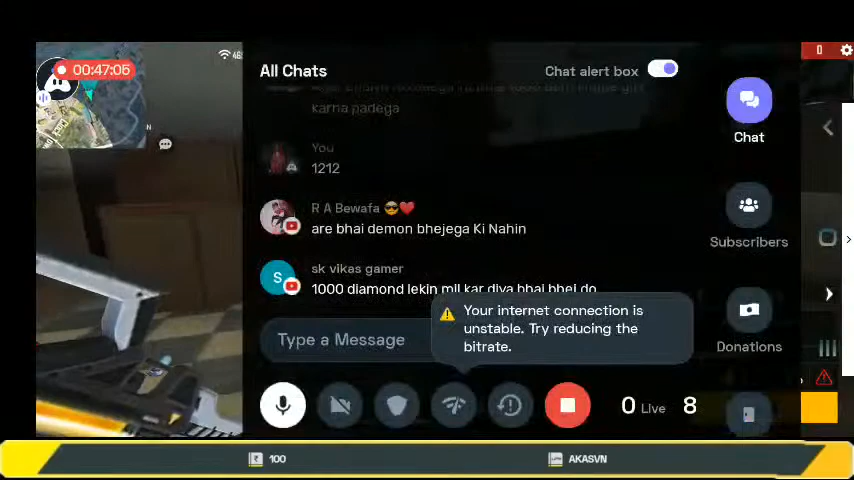 00:47:05
All Chats
Chat alert box
karna padega
You
1212
R A Bewafa 😎❤️
are bhai demon bhejega Ki Nahin
S
sk vikas gamer
1000 diamond lekin mil kar diya bhai bhej do
Type a Message
Your internet connection is
unstable. Try reducing the
bitrate.
Chat
Subscribers
Donations
0 Live 8
100
AKASVN